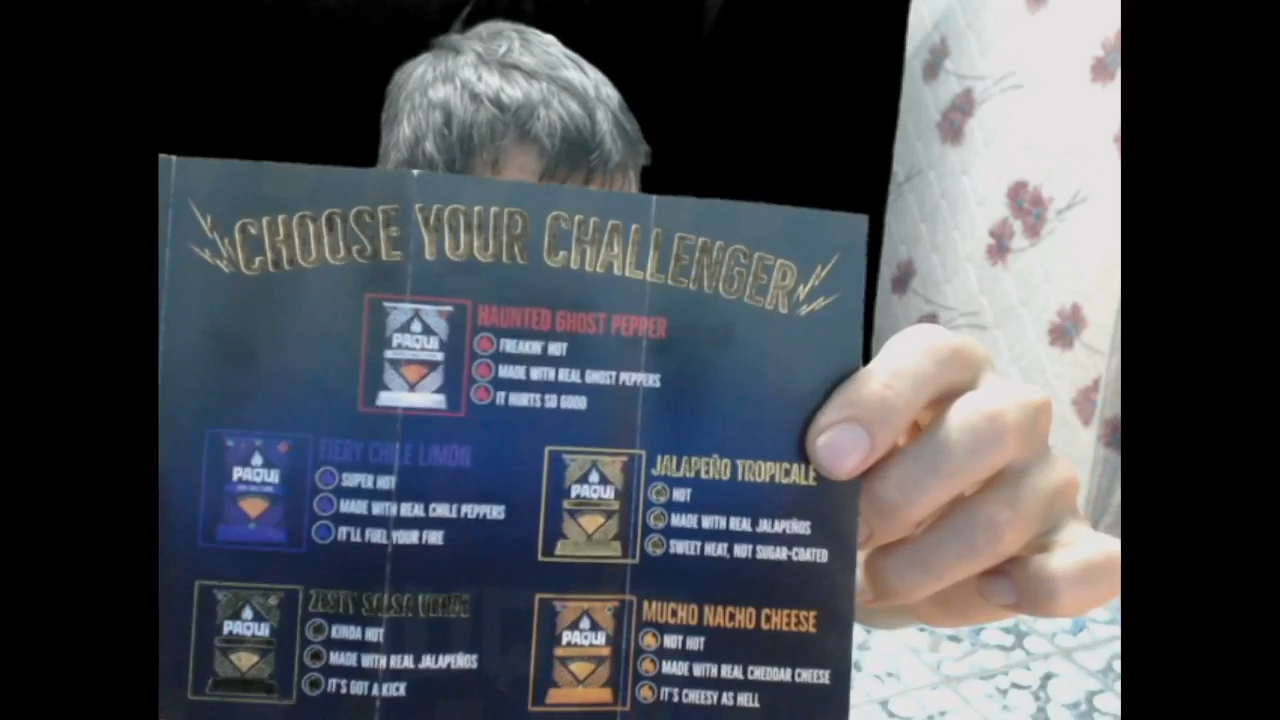 CHOOSE YOUR CHALLENGER
PAQUI
HAUNTED GHOST PEPPER
FREAKIN' HOT
MADE WITH REAL GHOST PEPPERS
IT HURTS SO GOOD
PAQUI
FIERY CHILE LIMÓN
SUPER HOT
MADE WITH REAL CHILE PEPPERS
IT'LL FUEL YOUR FIRE
PAQUI
JALAPEÑO TROPICALE
HOT
MADE WITH REAL JALAPEÑOS
SWEET HEAT, NOT SUGAR-COATED
PAQUI
ZESTY SALSA VERDE
KINDA HOT
MADE WITH REAL JALAPEÑOS
IT'S GOT A KICK
PAQUI
MUCHO NACHO CHEESE
NOT HOT
MADE WITH REAL CHEDDAR CHEESE
IT'S CHEESY AS HELL